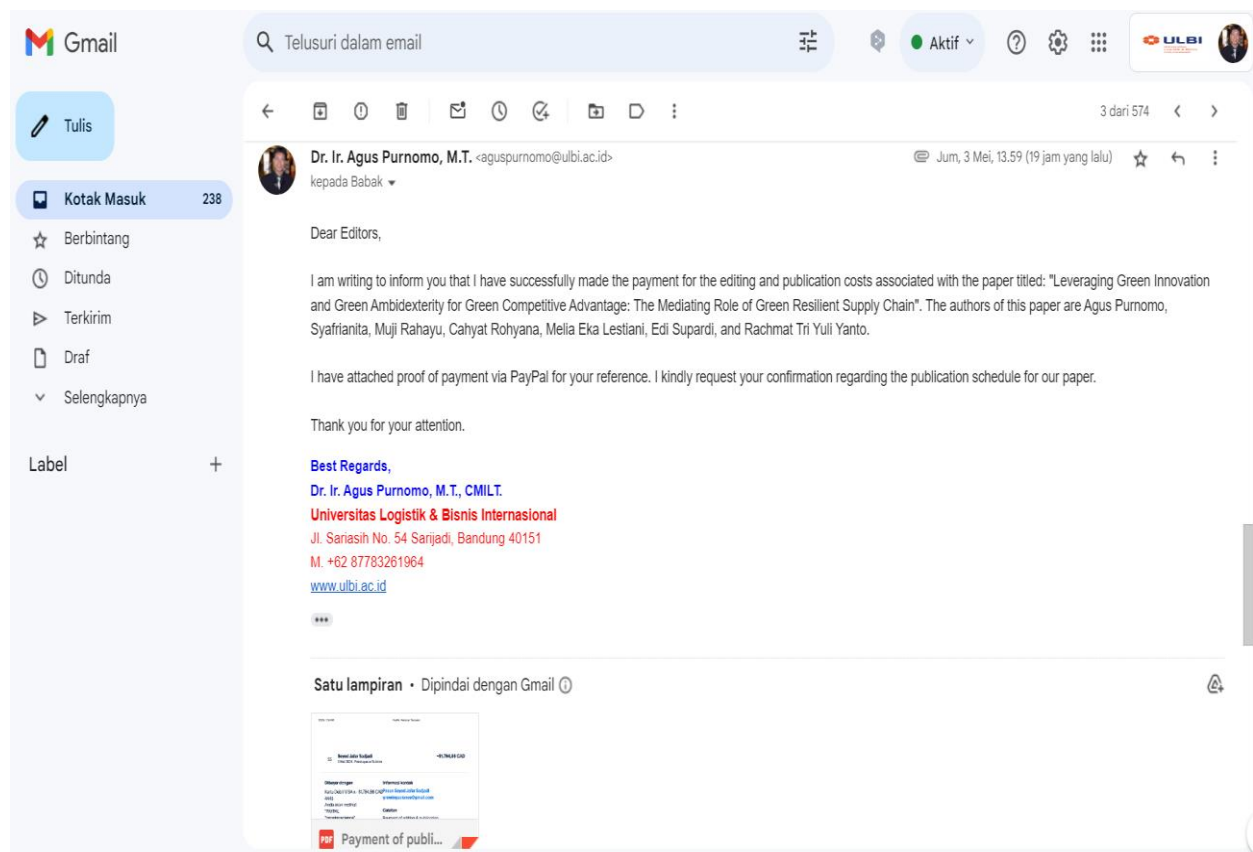 Gmail
Telusuri dalam email
Aktif
ULBI
Tulis
3 dari 574
Dr. Ir. Agus Purnomo, M.T. <aguspurnomo@ulbi.ac.id>
Jum, 3 Mei, 13.59 (19 jam yang lalu)
kepada Babak
Kotak Masuk 238
Berbintang
Ditunda
Terkirim
Draf
Selengkapnya
Label
Dear Editors,
I am writing to inform you that I have successfully made the payment for the editing and publication costs associated with the paper titled: "Leveraging Green Innovation
and Green Ambidexterity for Green Competitive Advantage: The Mediating Role of Green Resilient Supply Chain". The authors of this paper are Agus Purnomo,
Syafrianita, Muji Rahayu, Cahyat Rohyana, Melia Eka Lestiani, Edi Supardi, and Rachmat Tri Yuli Yanto.
I have attached proof of payment via PayPal for your reference. I kindly request your confirmation regarding the publication schedule for our paper.
Thank you for your attention.
Best Regards,
Dr. Ir. Agus Purnomo, M.T., CMILT.
Universitas Logistik & Bisnis Internasional
Jl. Sariasih No. 54 Sarijadi, Bandung 40151
M. +62 87783261964
www.ulbi.ac.id
Satu lampiran • Dipindai dengan Gmail
PDF Payment of publi...